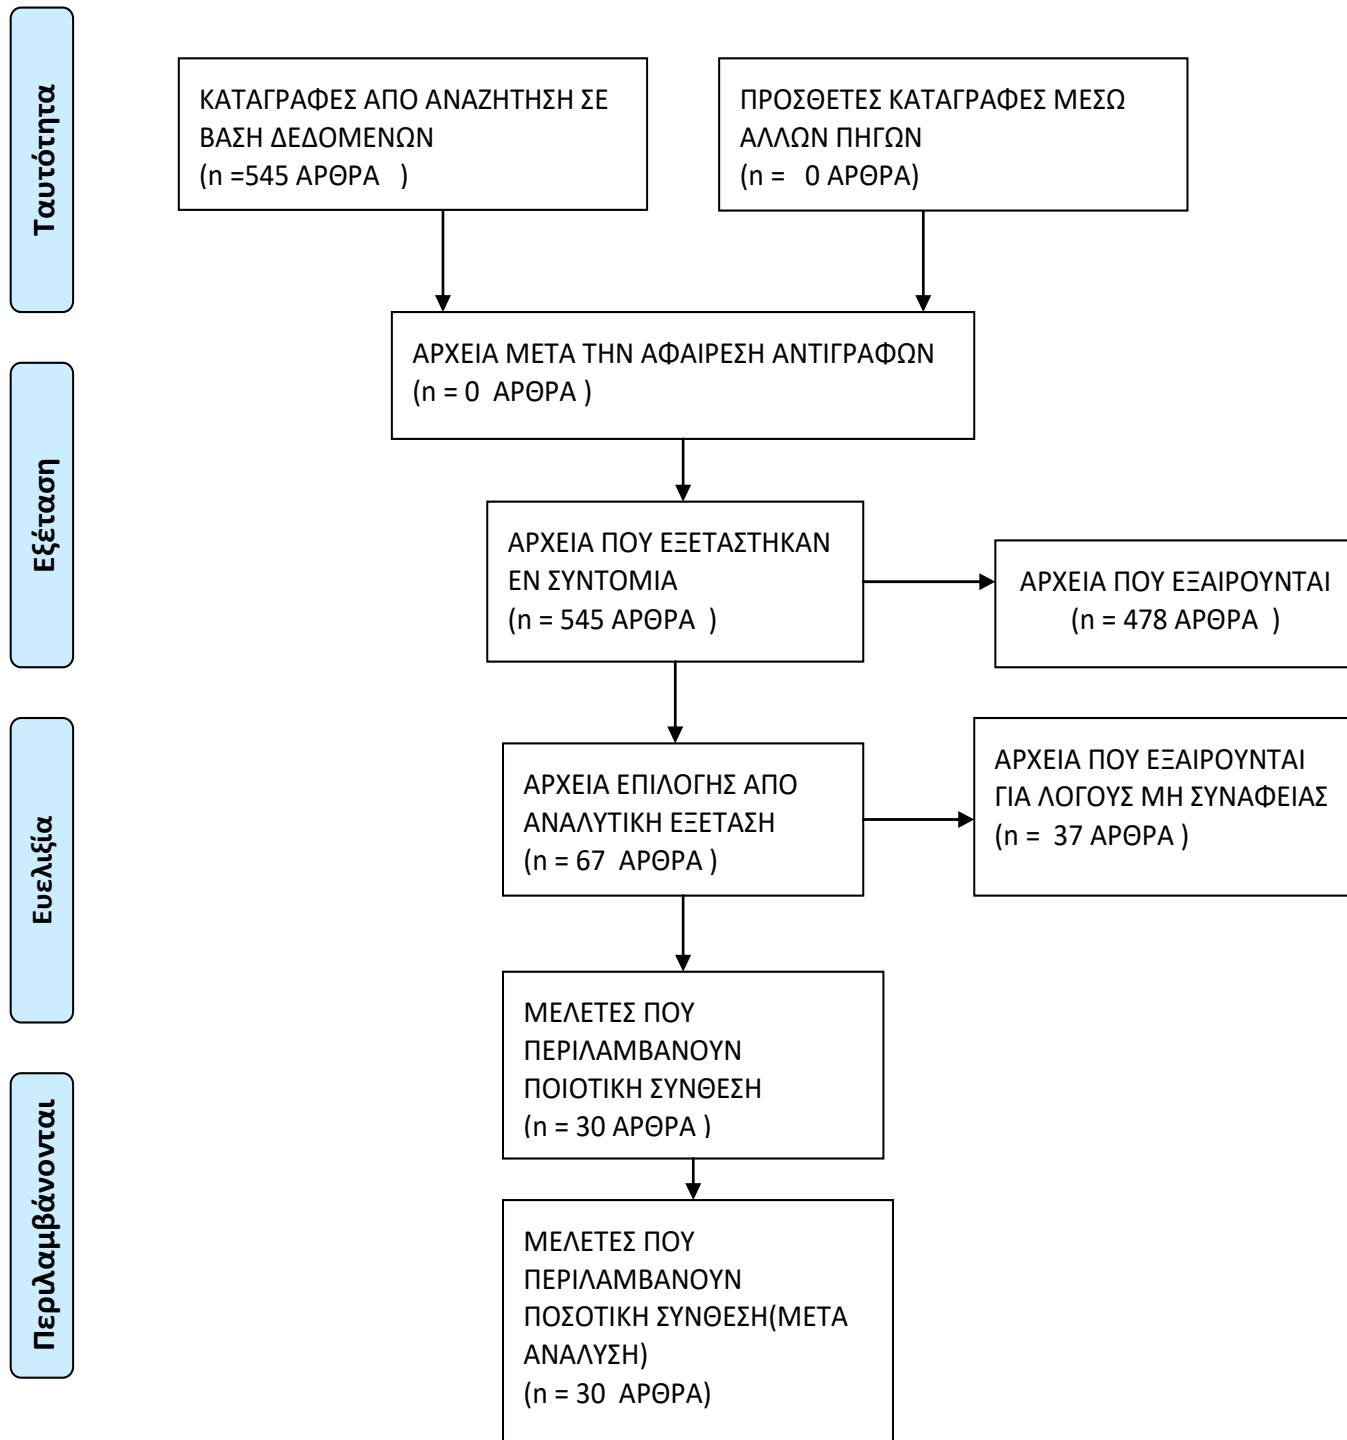 Ταυτότητα
ΚΑΤΑΓΡΑΦΕΣ ΑΠΟ ΑΝΑΖΗΤΗΣΗ ΣΕ
ΒΑΣΗ ΔΕΔΟΜΕΝΩΝ
(n =545 ΑΡΘΡΑ )
ΠΡΟΣΘΕΤΕΣ ΚΑΤΑΓΡΑΦΕΣ ΜΕΣΩ
ΑΛΛΩΝ ΠΗΓΩΝ
(n = 0 ΑΡΘΡΑ)
ΑΡΧΕΙΑ ΜΕΤΑ ΤΗΝ ΑΦΑΙΡΕΣΗ ΑΝΤΙΓΡΑΦΩΝ
(n = 0 ΑΡΘΡΑ )
Εξέταση
ΑΡΧΕΙΑ ΠΟΥ ΕΞΕΤΑΣΤΗΚΑΝ
ΕΝ ΣΥΝΤΟΜΙΑ
(n = 545 ΑΡΘΡΑ )
ΑΡΧΕΙΑ ΠΟΥ ΕΞΑΙΡΟΥΝΤΑΙ
(n = 478 ΑΡΘΡΑ )
Ευελιξία
ΑΡΧΕΙΑ ΕΠΙΛΟΓΗΣ ΑΠΟ
ΑΝΑΛΥΤΙΚΗ ΕΞΕΤΑΣΗ
(n = 67 ΑΡΘΡΑ )
ΑΡΧΕΙΑ ΠΟΥ ΕΞΑΙΡΟΥΝΤΑΙ
ΓΙΑ ΛΟΓΟΥΣ ΜΗ ΣΥΝΑΦΕΙΑΣ
(n = 37 ΑΡΘΡΑ )
ΜΕΛΕΤΕΣ ΠΟΥ
ΠΕΡΙΛΑΜΒΑΝΟΥΝ
ΠΟΙΟΤΙΚΗ ΣΥΝΘΕΣΗ
(n = 30 ΑΡΘΡΑ )
Περιλαμβάνονται
ΜΕΛΕΤΕΣ ΠΟΥ
ΠΕΡΙΛΑΜΒΑΝΟΥΝ
ΠΟΣΟΤΙΚΗ ΣΥΝΘΕΣΗ(ΜΕΤΑ
ΑΝΑΛΥΣΗ)
(n = 30 ΑΡΘΡΑ)